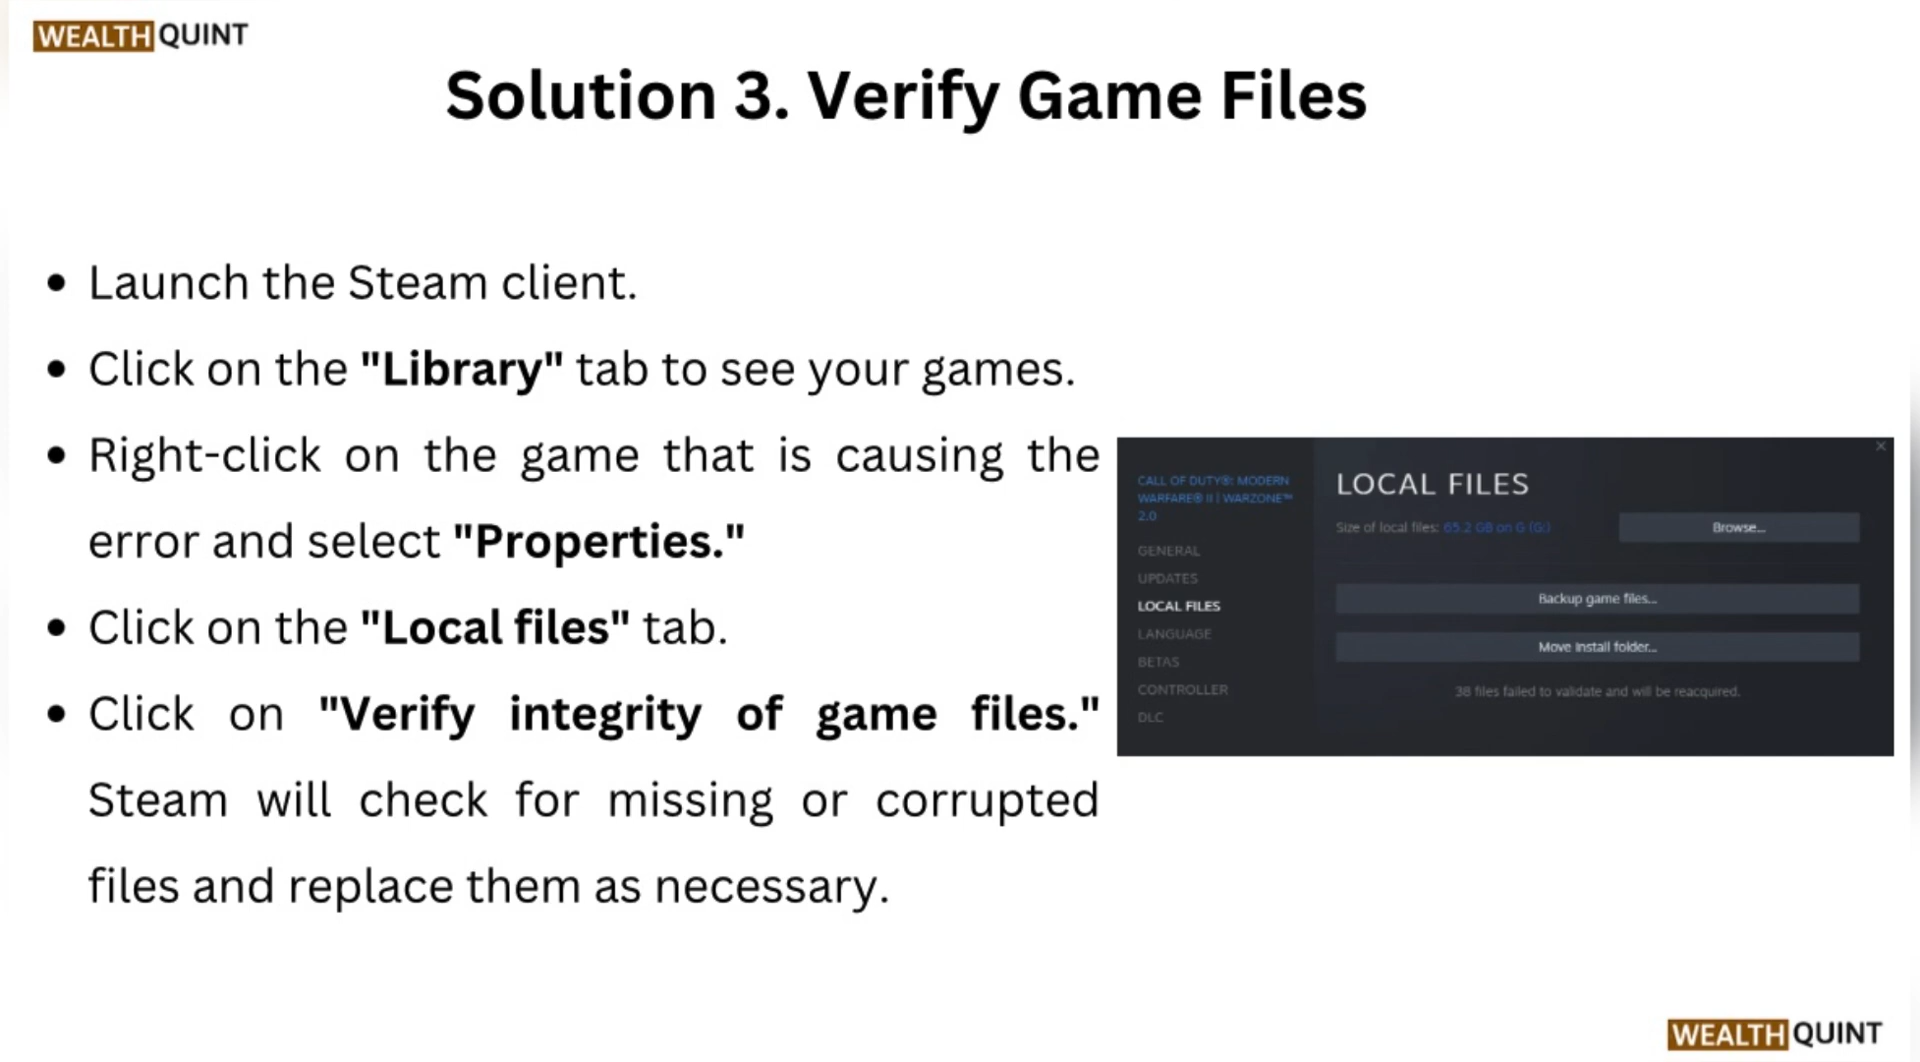 WEALTH QUINT
Solution 3. Verify Game Files
• Launch the Steam client.
• Click on the "Library" tab to see your games.
• Right-click on the game that is causing the
error and select "Properties."
• Click on the "Local files" tab.
• Click on "Verify integrity of game files."
Steam will check for missing or corrupted
files and replace them as necessary.
CALL OF DUTY®: MODERN
WARFARE® II | WARZONE™
2.0
GENERAL
UPDATES
LOCAL FILES
LANGUAGE
BETAS
CONTROLLER
DLC
LOCAL FILES
Size of local files: 65.2 GB on G (G:)
Browse...
Backup game files...
Move install folder...
38 files failed to validate and will be reacquired.
WEALTH QUINT